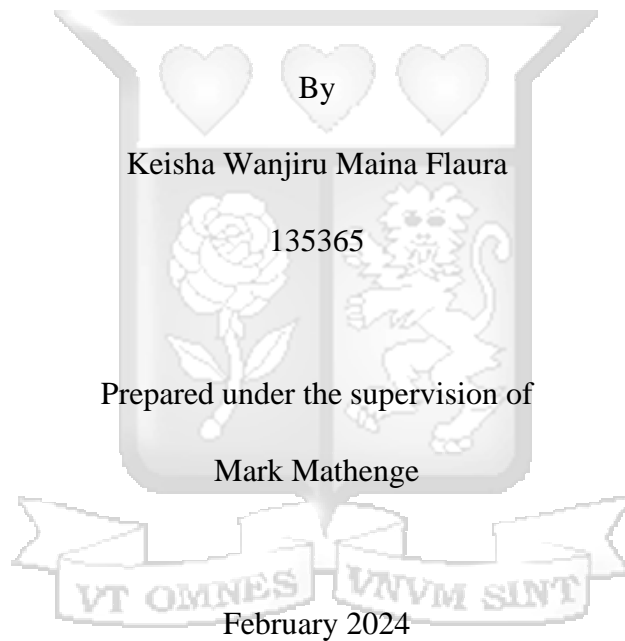 By
Keisha Wanjiru Maina Flaura
135365
Prepared under the supervision of
Mark Mathenge
VT OMNES VNVM SINT
February 2024